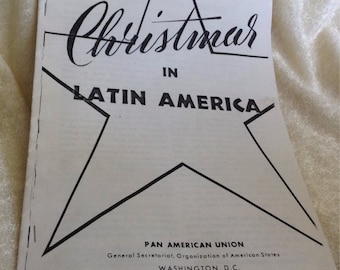 Christmas
IN
LATIN AMERICA
PAN AMERICAN UNION
General Secretariat, Organization of American States
WASHINGTON, D.C.